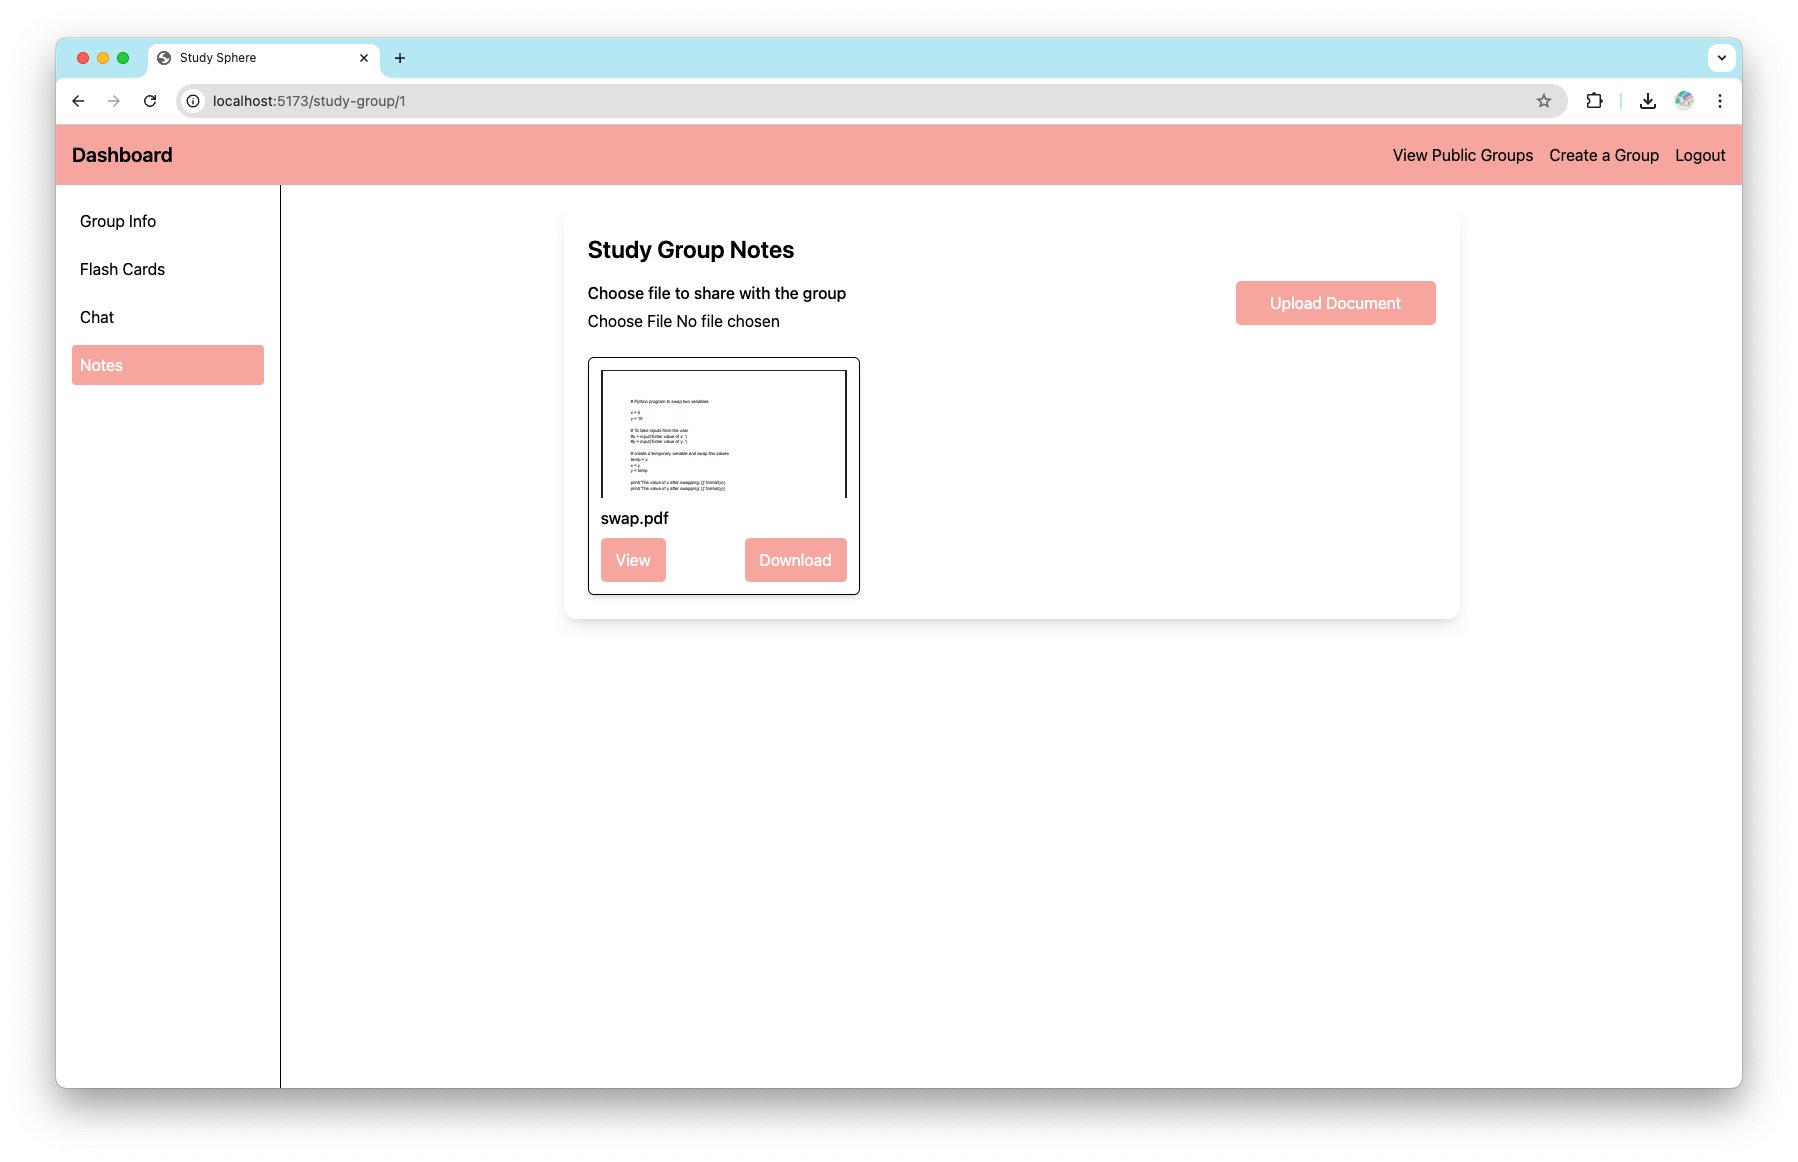 Study Sphere
localhost:5173/study-group/1
Dashboard
View Public Groups Create a Group Logout
Group Info
Flash Cards
Chat
Notes
Study Group Notes
Choose file to share with the group
Choose File No file chosen
Upload Document
# Python program to swap two variables
x = 5
y = 10
# To take inputs from the user
#x = input('Enter value of x: ')
#y = input('Enter value of y: ')
# create a temporary variable and swap the values
temp = x
x = y
y = temp
print('The value of x after swapping: {}'.format(x))
print('The value of y after swapping: {}'.format(y))
swap.pdf
View
Download